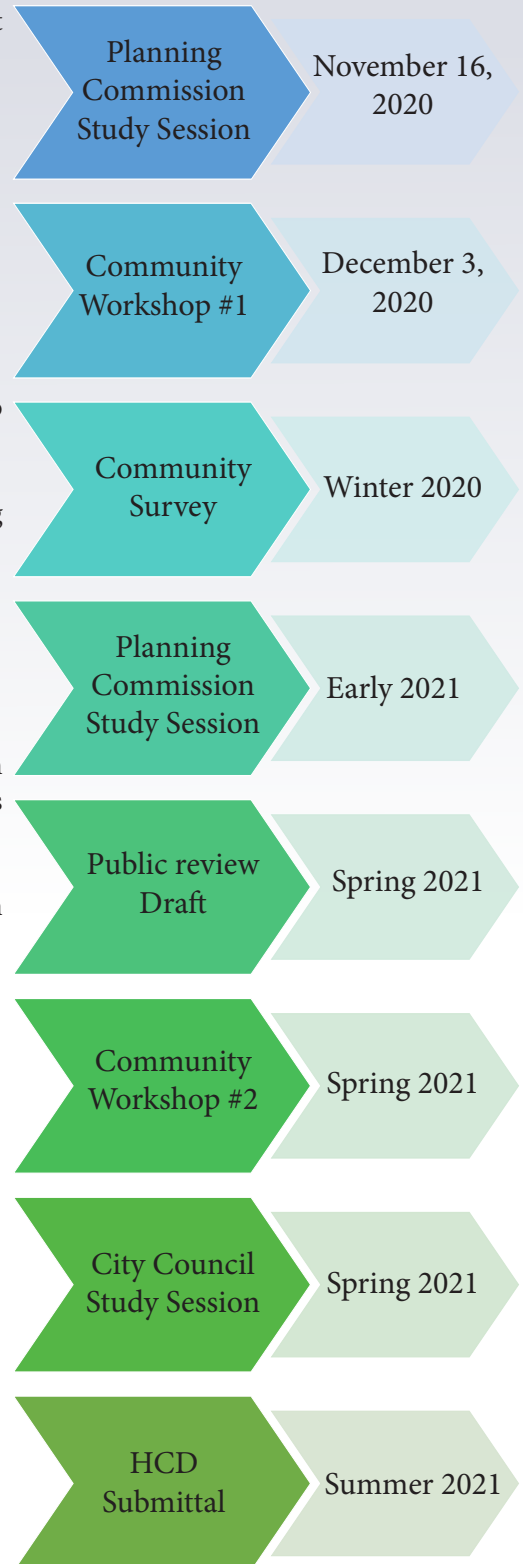 Planning
Commission
Study Session
November 16,
2020
Community
Workshop #1
December 3,
2020
Community
Survey
Winter 2020
Planning
Commission
Study Session
Early 2021
Public review
Draft
Spring 2021
Community
Workshop #2
Spring 2021
City Council
Study Session
Spring 2021
HCD
Submittal
Summer 2021